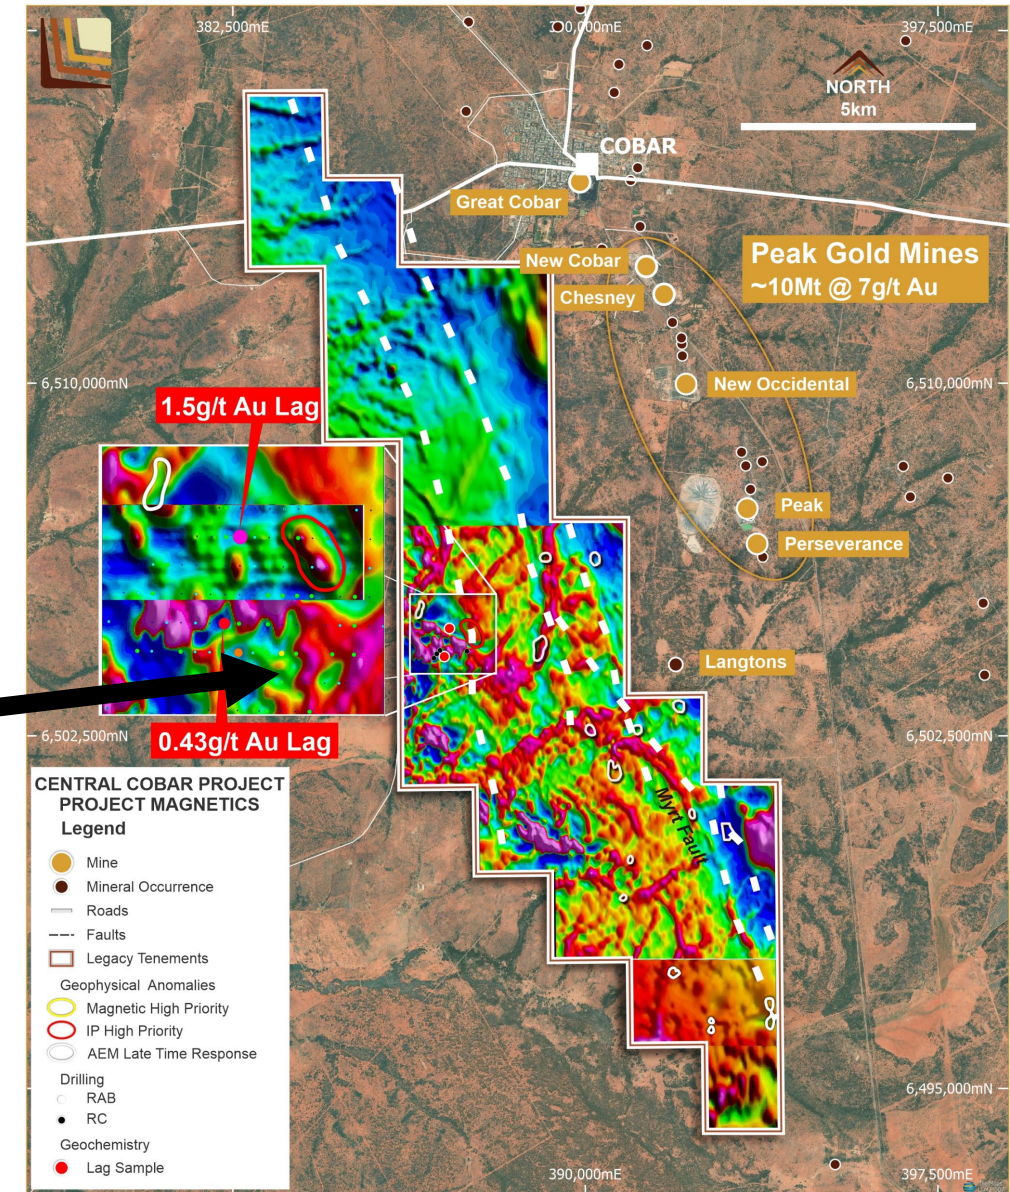 382,500mE
390,000mE
397,500mE
NORTH
5km
COBAR
Great Cobar
New Cobar
Chesney
Peak Gold Mines
~10Mt @ 7g/t Au
6,510,000mN
6,510,000mN
New Occidental
1.5g/t Au Lag
Peak
Perseverance
Langtons
6,502,500mN
6,502,500mN
0.43g/t Au Lag
Myrt Fault
CENTRAL COBAR PROJECT
PROJECT MAGNETICS
Legend
Mine
Mineral Occurrence
Roads
Faults
Legacy Tenements
Geophysical Anomalies
Magnetic High Priority
IP High Priority
AEM Late Time Response
Drilling
RAB
RC
Geochemistry
Lag Sample
6,495,000mN
390,000mE
397,500mE